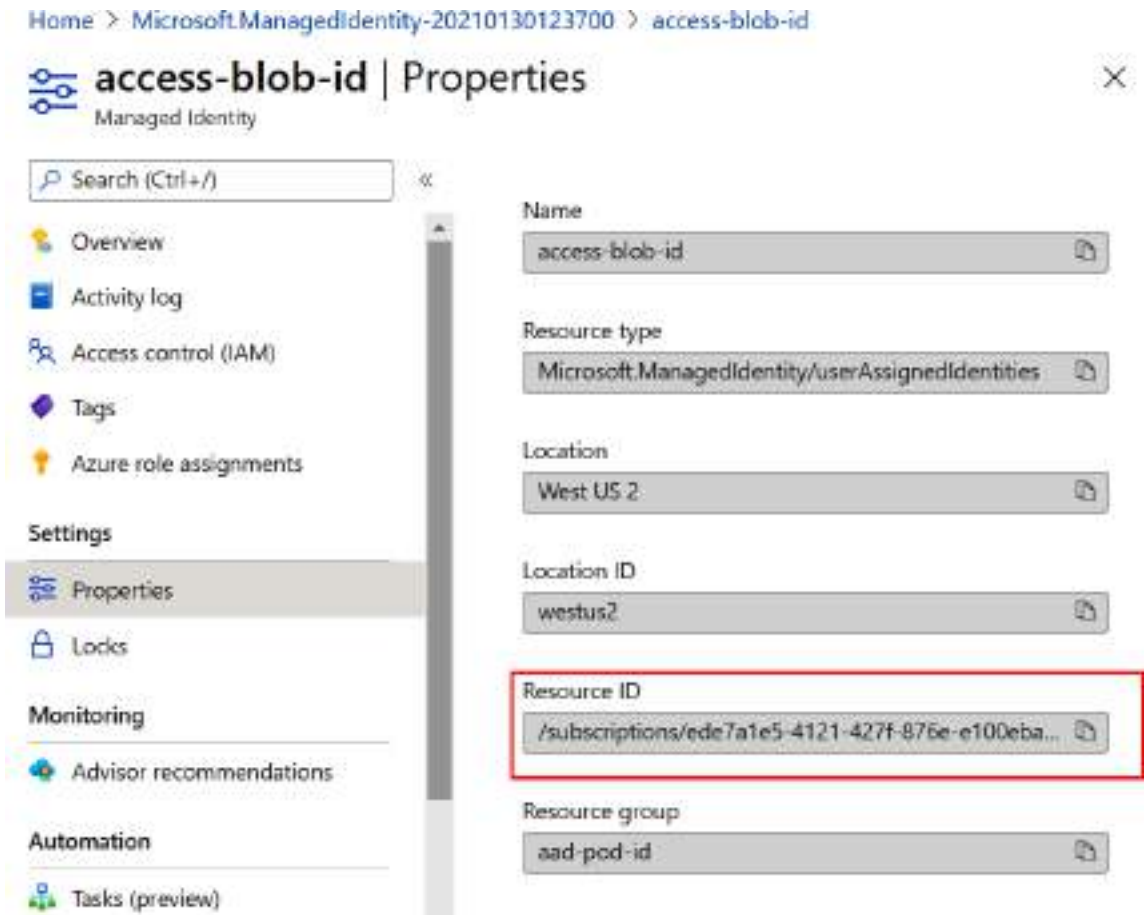 Home > Microsoft.ManagedIdentity-20210130123700 > access-blob-id
access-blob-id | Properties
Managed Identity
Search (Ctrl+/)
«
Overview
Activity log
Access control (IAM)
Tags
Azure role assignments
Settings
Properties
Locks
Monitoring
Advisor recommendations
Automation
Tasks (preview)
Name
access-blob-id
Resource type
Microsoft.ManagedIdentity/userAssignedIdentities
Location
West US 2
Location ID
westus2
Resource ID
/subscriptions/ede7a1e5-4121-427f-876e-e100eba...
Resource group
aad-pod-id